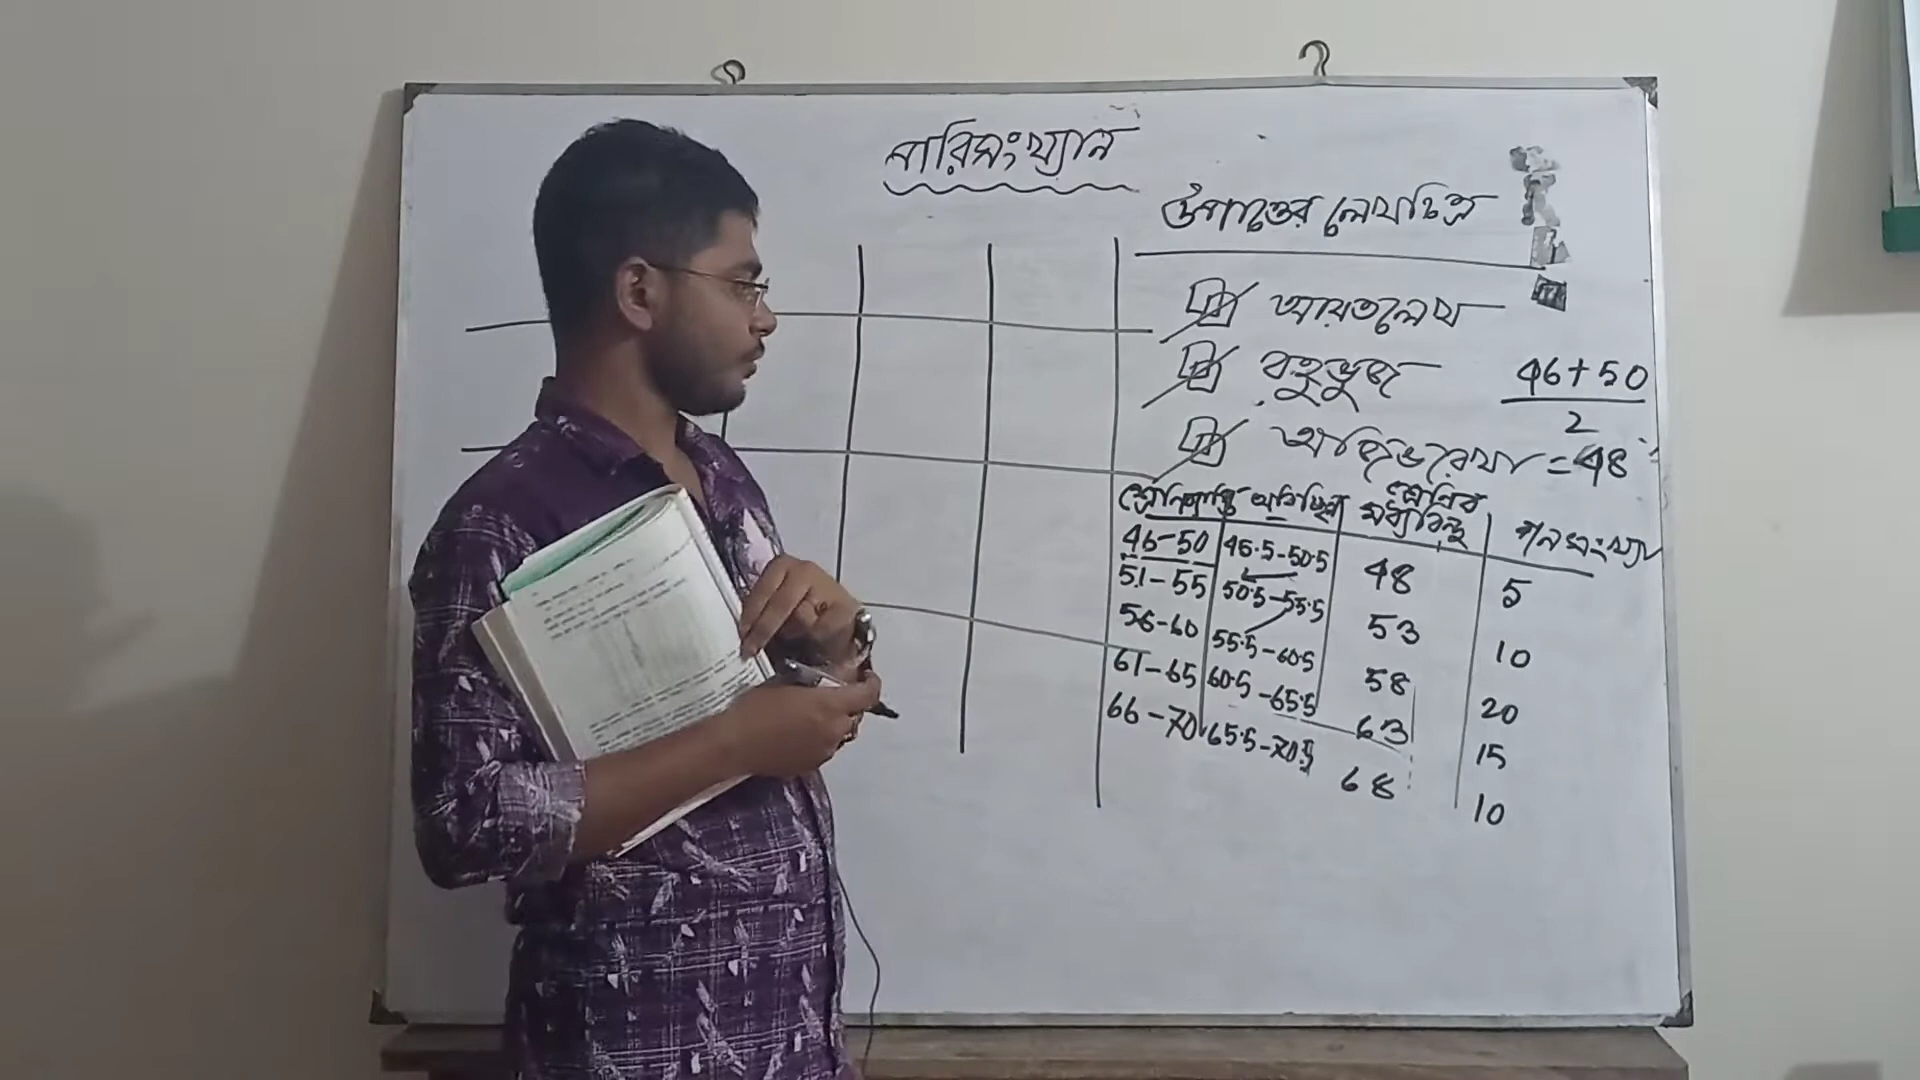 পরিসংখ্যান
উপাত্তের লেখচিত্র
আয়তলেখ
বহুভুজ
46+50
2
অজিভরেখা = 48
শ্রেণিব্যাপ্তি অবিচ্ছিন্ন শ্রেণির মধ্যবিন্দু গনসংখ্যা
46-50 45.5-50.5 48 5
51-55 50.5-55.5 53 10
56-60 55.5-60.5 58 20
61-65 60.5-65.5 63 15
66-70 65.5-70.5 68 10